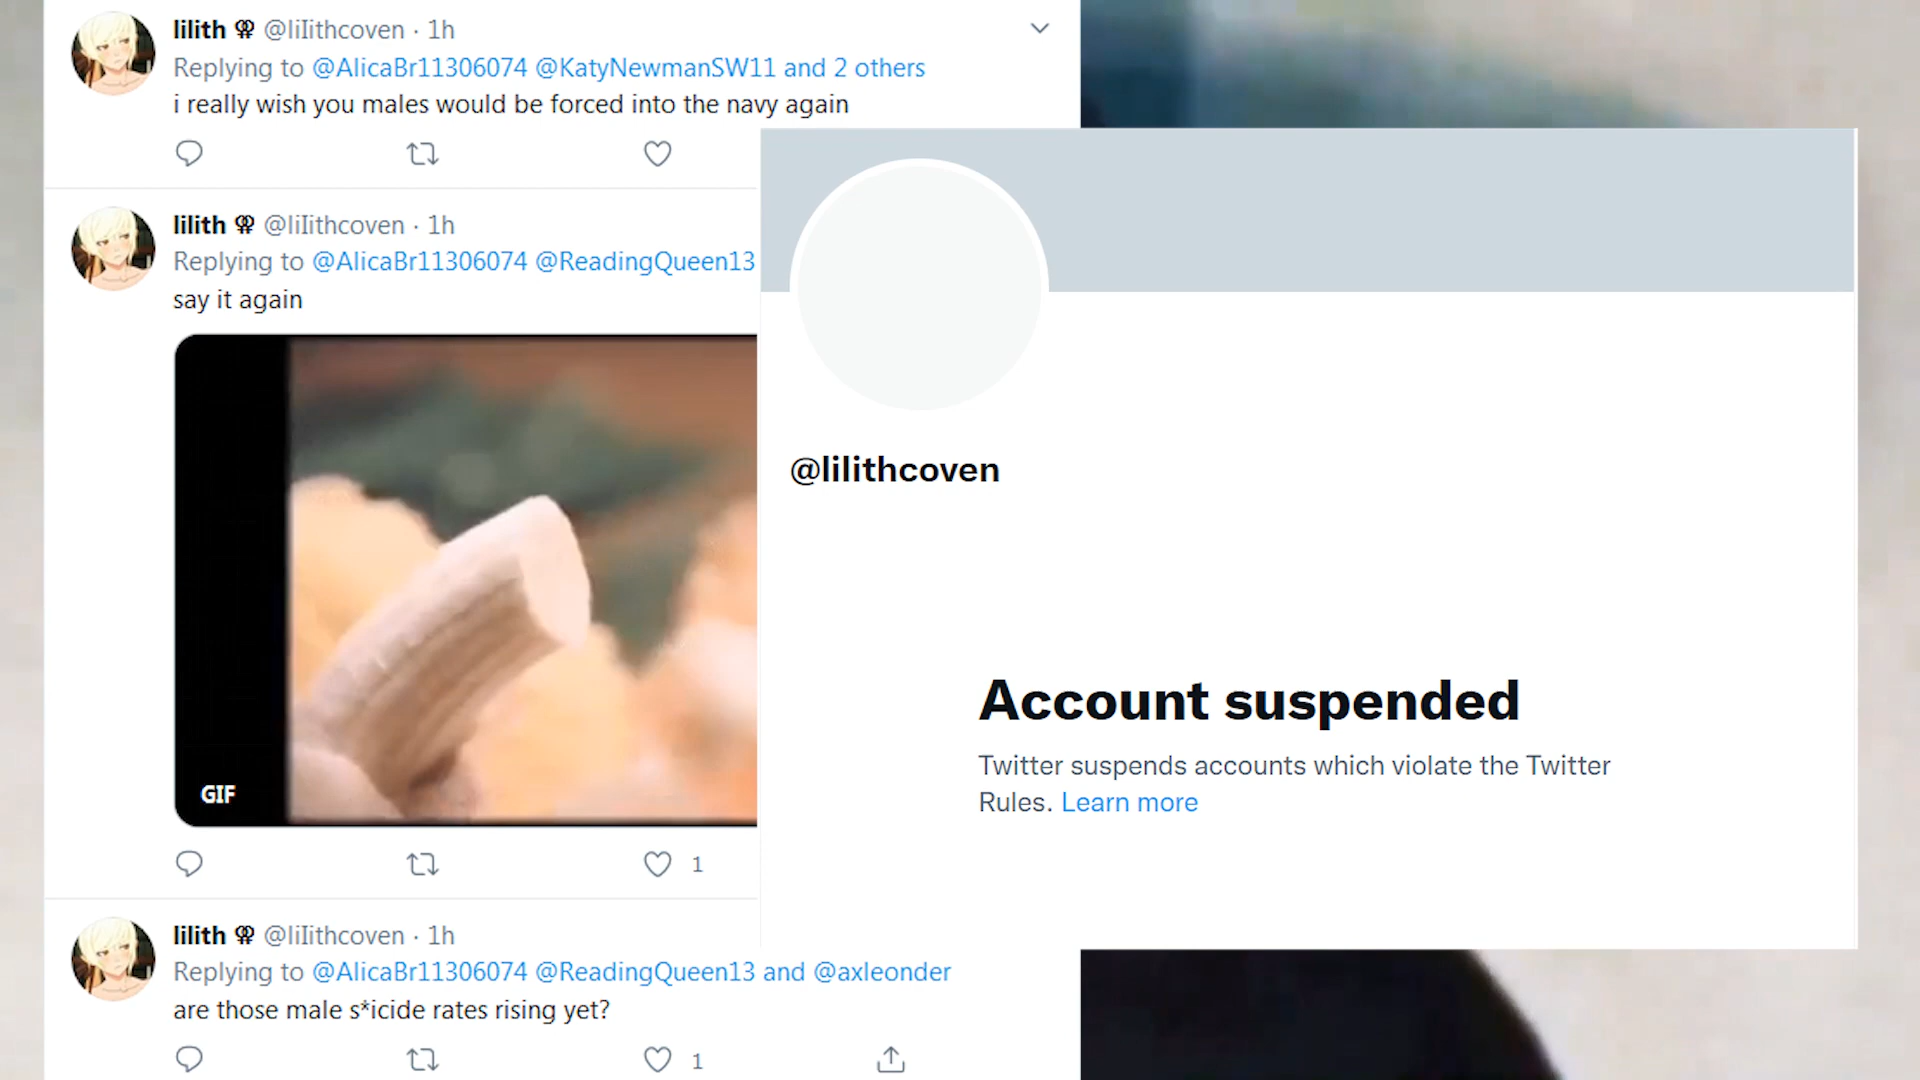 lilith ⚢ @liIithcoven · 1h
Replying to @AlicaBr11306074 @KatyNewmanSW11 and 2 others
i really wish you males would be forced into the navy again
lilith ⚢ @liIithcoven · 1h
Replying to @AlicaBr11306074 @ReadingQueen13
say it again
GIF
1
lilith ⚢ @liIithcoven · 1h
Replying to @AlicaBr11306074 @ReadingQueen13 and @axleonder
are those male s*icide rates rising yet?
1
@lilithcoven
Account suspended
Twitter suspends accounts which violate the Twitter
Rules. Learn more